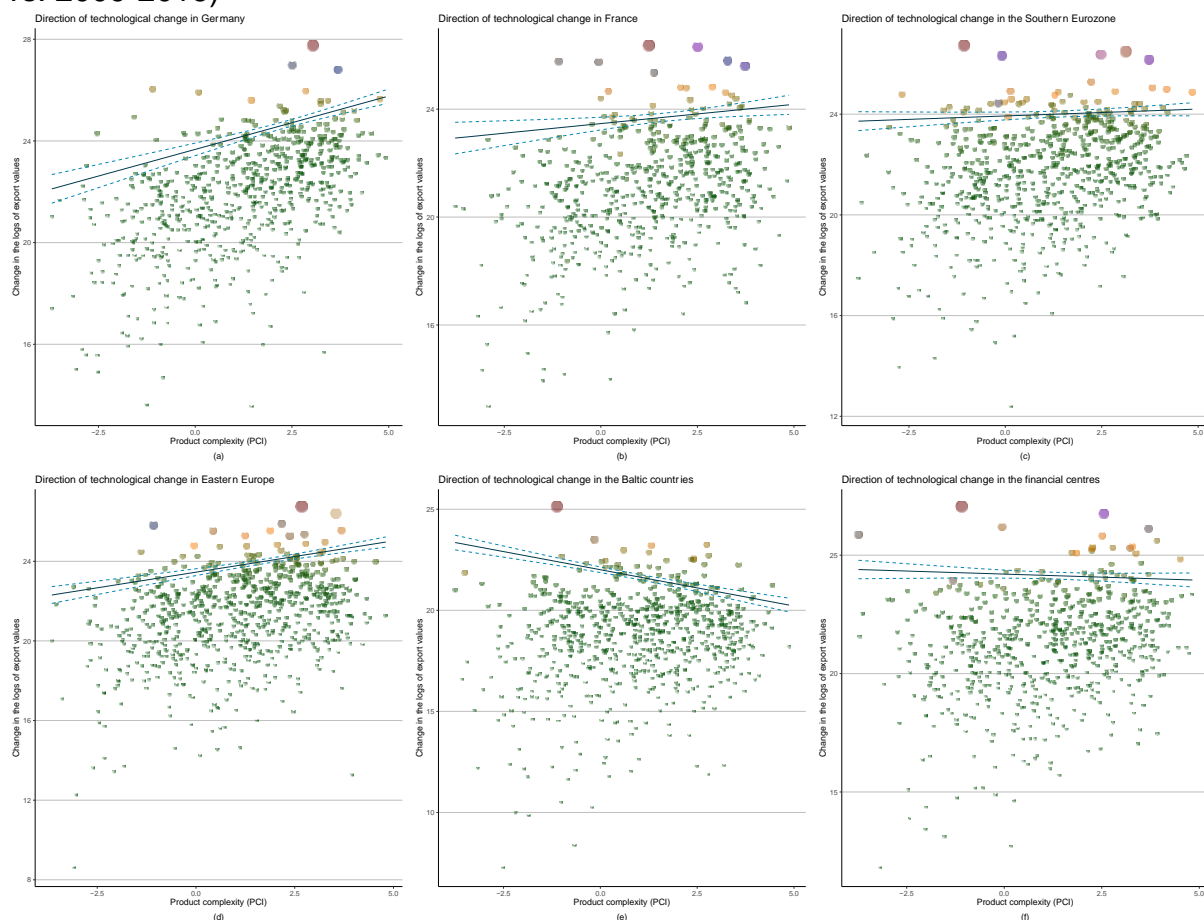 Direction of technological change in Germany
Change in the logs of export values
28
24
20
16
−2.5 0.0 2.5 5.0
Product complexity (PCI)
(a)
Direction of technological change in France
Change in the logs of export values
24
20
16
−2.5 0.0 2.5 5.0
Product complexity (PCI)
(b)
Direction of technological change in the Southern Eurozone
Change in the logs of export values
24
20
16
12
−2.5 0.0 2.5 5.0
Product complexity (PCI)
(c)
Direction of technological change in Eastern Europe
Change in the logs of export values
24
20
16
12
8
−2.5 0.0 2.5 5.0
Product complexity (PCI)
(d)
Direction of technological change in the Baltic countries
Change in the logs of export values
25
20
15
10
−2.5 0.0 2.5 5.0
Product complexity (PCI)
(e)
Direction of technological change in the financial centres
Change in the logs of export values
25
20
15
−2.5 0.0 2.5 5.0
Product complexity (PCI)
(f)